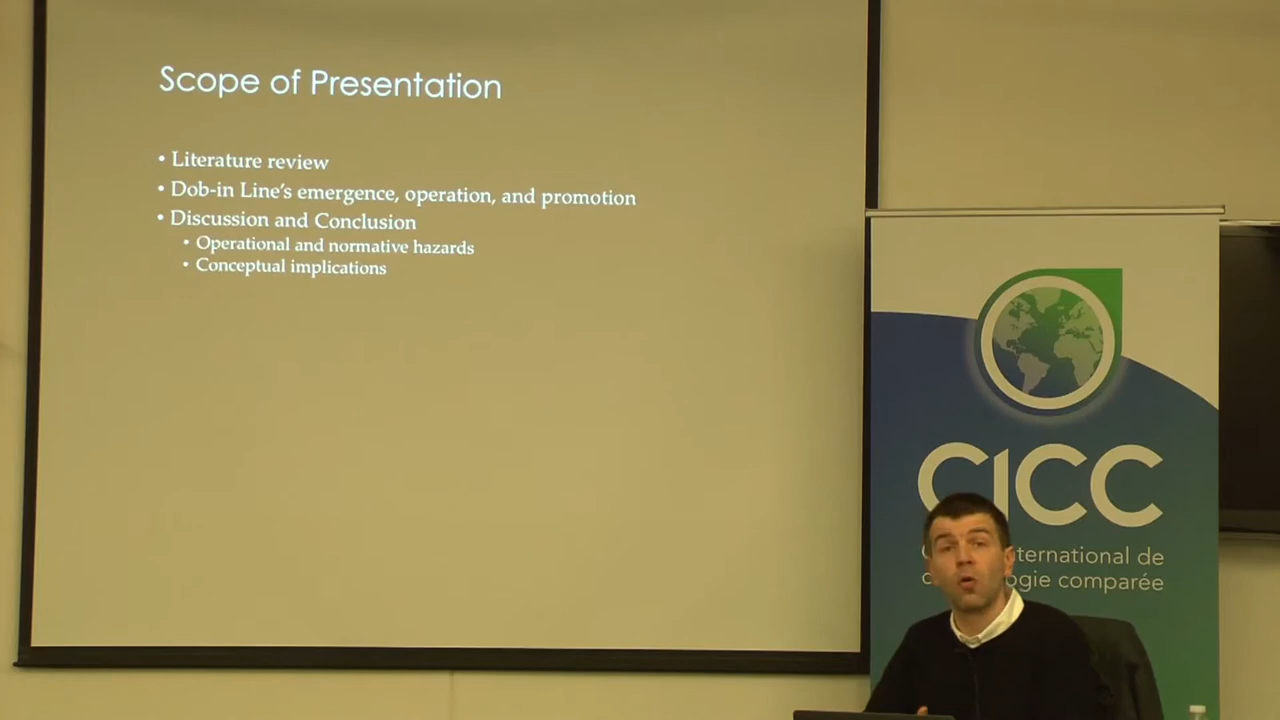 Scope of Presentation
• Literature review
• Dob-in Line's emergence, operation, and promotion
• Discussion and Conclusion
• Operational and normative hazards
• Conceptual implications
CICC
ternational de
ogie comparée